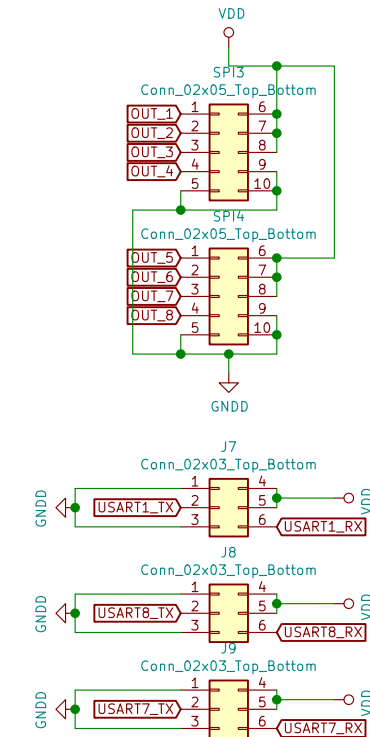 VDD
SPI3
Conn_02x05_Top_Bottom
OUT_1 1 6
OUT_2 2 7
OUT_3 3 8
OUT_4 4 9
5 10
SPI4
Conn_02x05_Top_Bottom
OUT_5 1 6
OUT_6 2 7
OUT_7 3 8
OUT_8 4 9
5 10
GNDD
J7
Conn_02x03_Top_Bottom
1 4
GNDD USART1_TX 2 5 VDD
3 6 USART1_RX
J8
Conn_02x03_Top_Bottom
1 4
GNDD USART8_TX 2 5 VDD
3 6 USART8_RX
J9
Conn_02x03_Top_Bottom
1 4
GNDD USART7_TX 2 5 VDD
3 6 USART7_RX